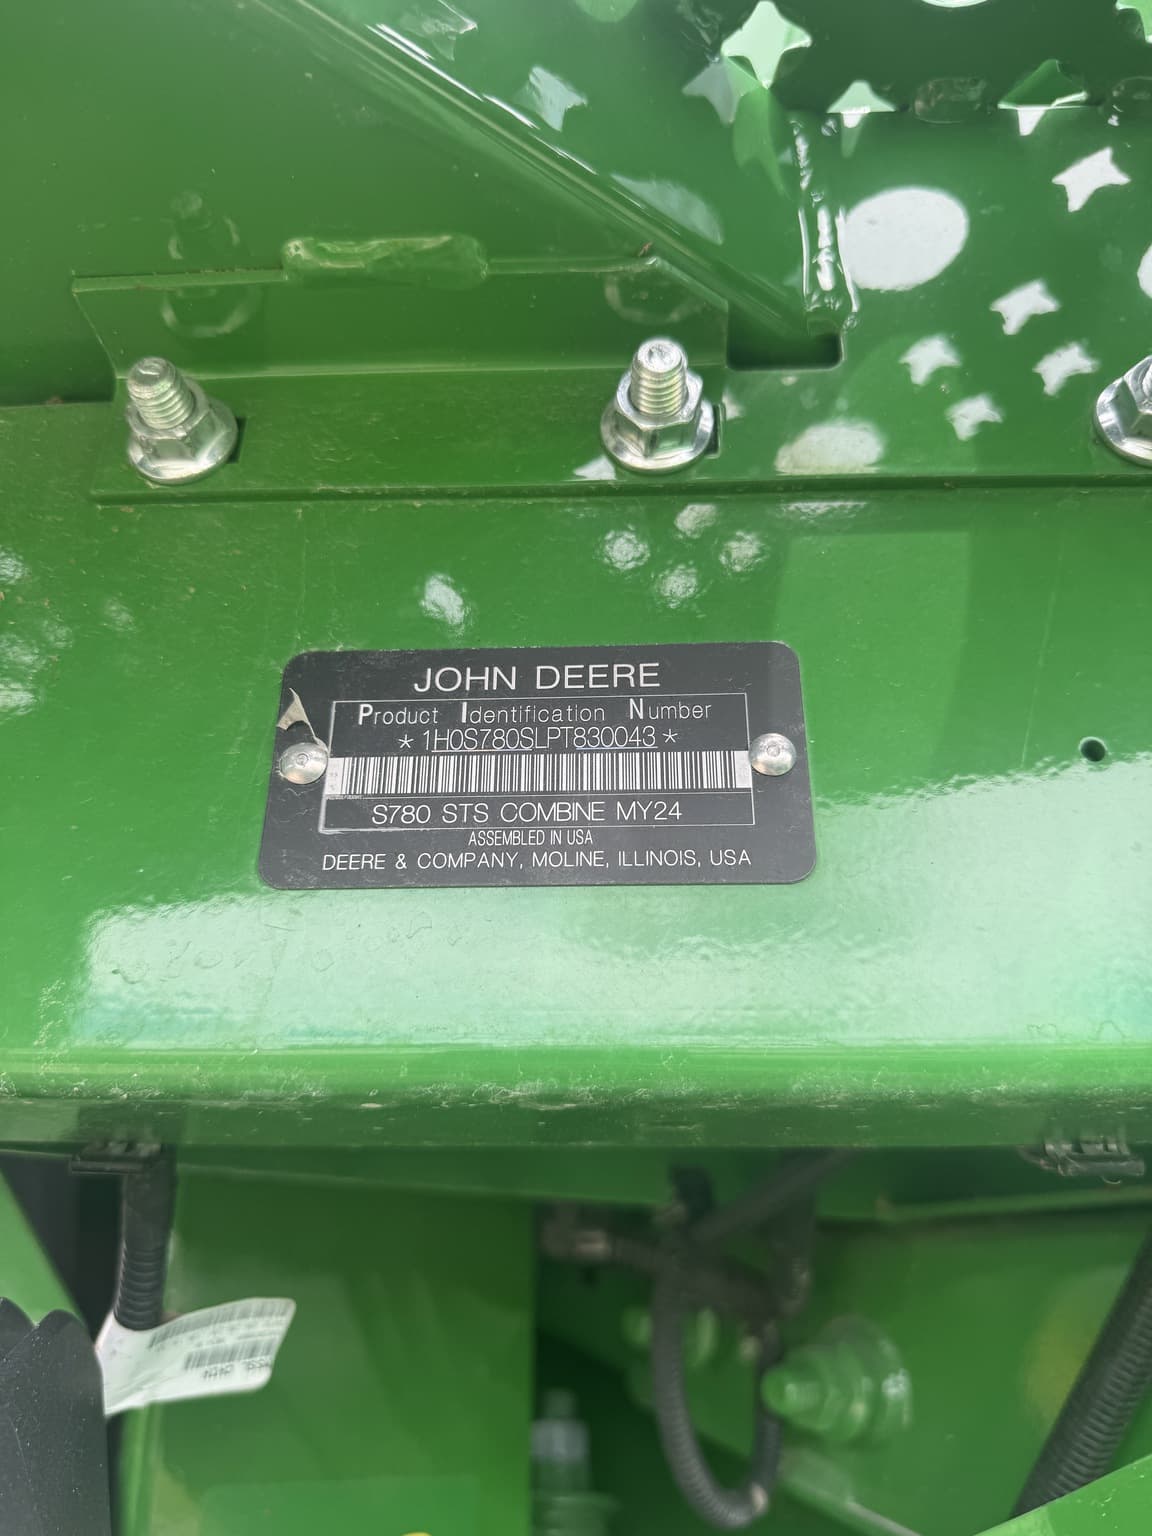 JOHN DEERE
Product Identification Number
* 1H0S780SLPT830043 *
S780 STS COMBINE MY24
ASSEMBLED IN USA
DEERE & COMPANY, MOLINE, ILLINOIS, USA